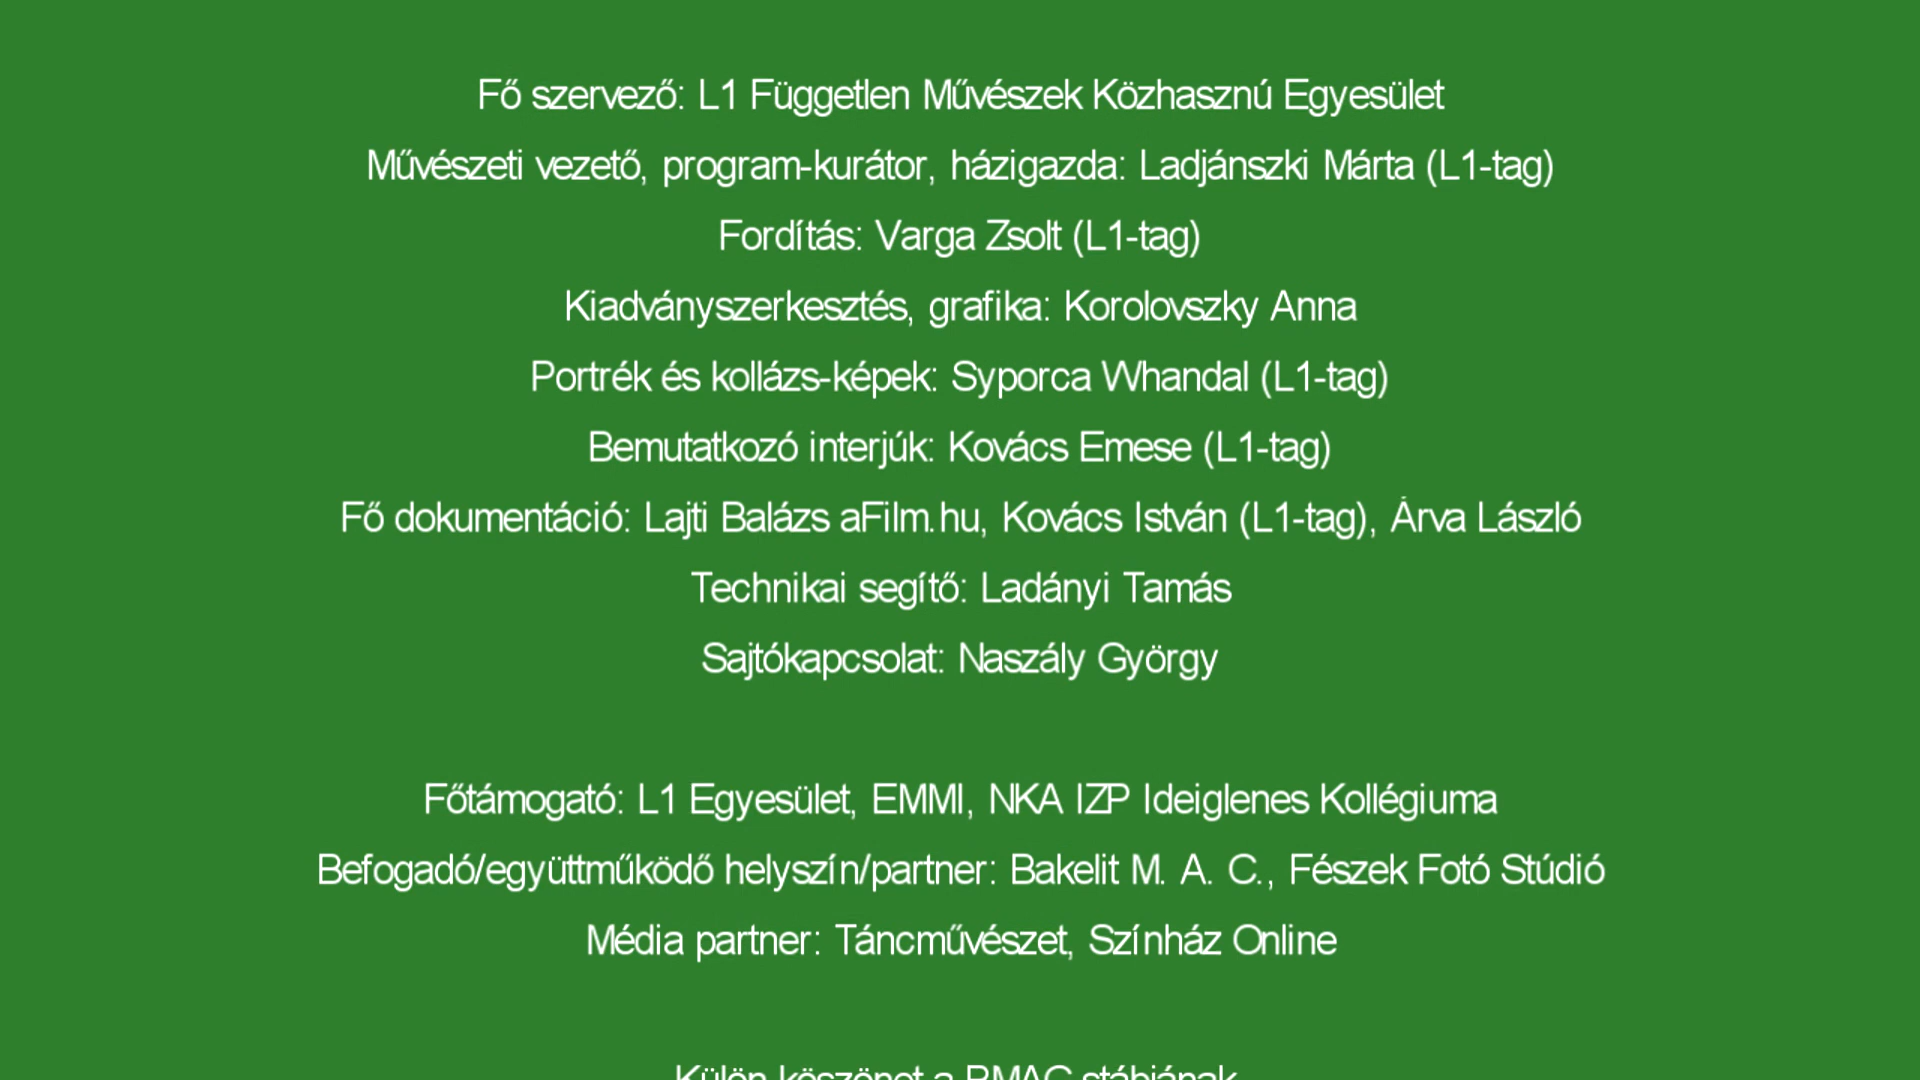 Fő szervező: L1 Független Művészek Közhasznú Egyesület
Művészeti vezető, program-kurátor, házigazda: Ladjánszki Márta (L1-tag)
Fordítás: Varga Zsolt (L1-tag)
Kiadványszerkesztés, grafika: Korolovszky Anna
Portrék és kollázs-képek: Syporca Whandal (L1-tag)
Bemutatkozó interjúk: Kovács Emese (L1-tag)
Fő dokumentáció: Lajti Balázs aFilm.hu, Kovács István (L1-tag), Árva László
Technikai segítő: Ladányi Tamás
Sajtókapcsolat: Naszály György
Főtámogató: L1 Egyesület, EMMI, NKA IZP Ideiglenes Kollégiuma
Befogadó/együttműködő helyszín/partner: Bakelit M. A. C., Fészek Fotó Stúdió
Média partner: Táncművészet, Színház Online
Külön köszönet a BMAC stábjának